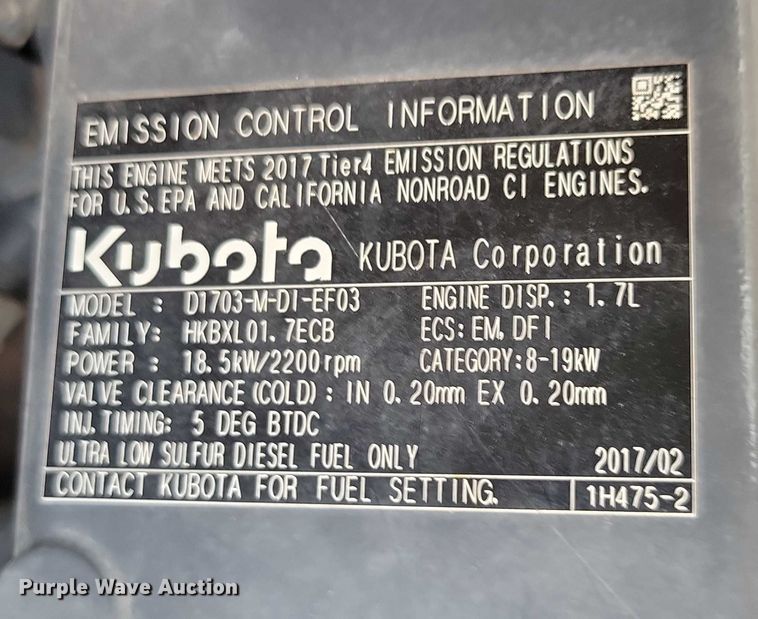 EMISSION CONTROL INFORMATION
THIS ENGINE MEETS 2017 Tier4 EMISSION REGULATIONS
FOR U.S.EPA AND CALIFORNIA NONROAD CI ENGINES.
Kubota KUBOTA Corporation
MODEL : D1703-M-DI-EF03 ENGINE DISP.: 1.7L
FAMILY: HKBXL01.7ECB ECS:EM,DFI
POWER : 18.5kW/2200rpm CATEGORY:8-19kW
VALVE CLEARANCE(COLD): IN 0.20mm EX 0.20mm
INJ.TIMING: 5 DEG BTDC
ULTRA LOW SULFUR DIESEL FUEL ONLY 2017/02
CONTACT KUBOTA FOR FUEL SETTING. 1H475-2
Purple Wave Auction